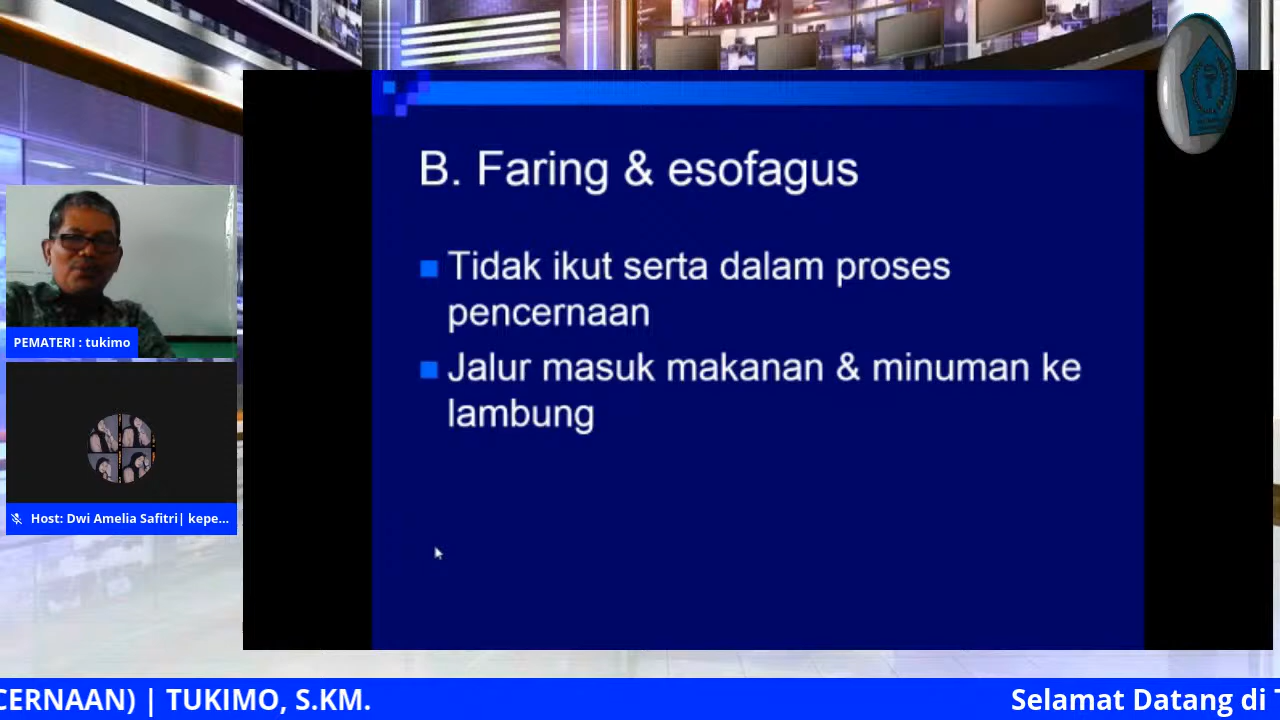 B. Faring & esofagus
Tidak ikut serta dalam proses
pencernaan
Jalur masuk makanan & minuman ke
lambung
PEMATERI : tukimo
Host: Dwi Amelia Safitri| kepe...
CERNAAN) | TUKIMO, S.KM.
Selamat Datang di T